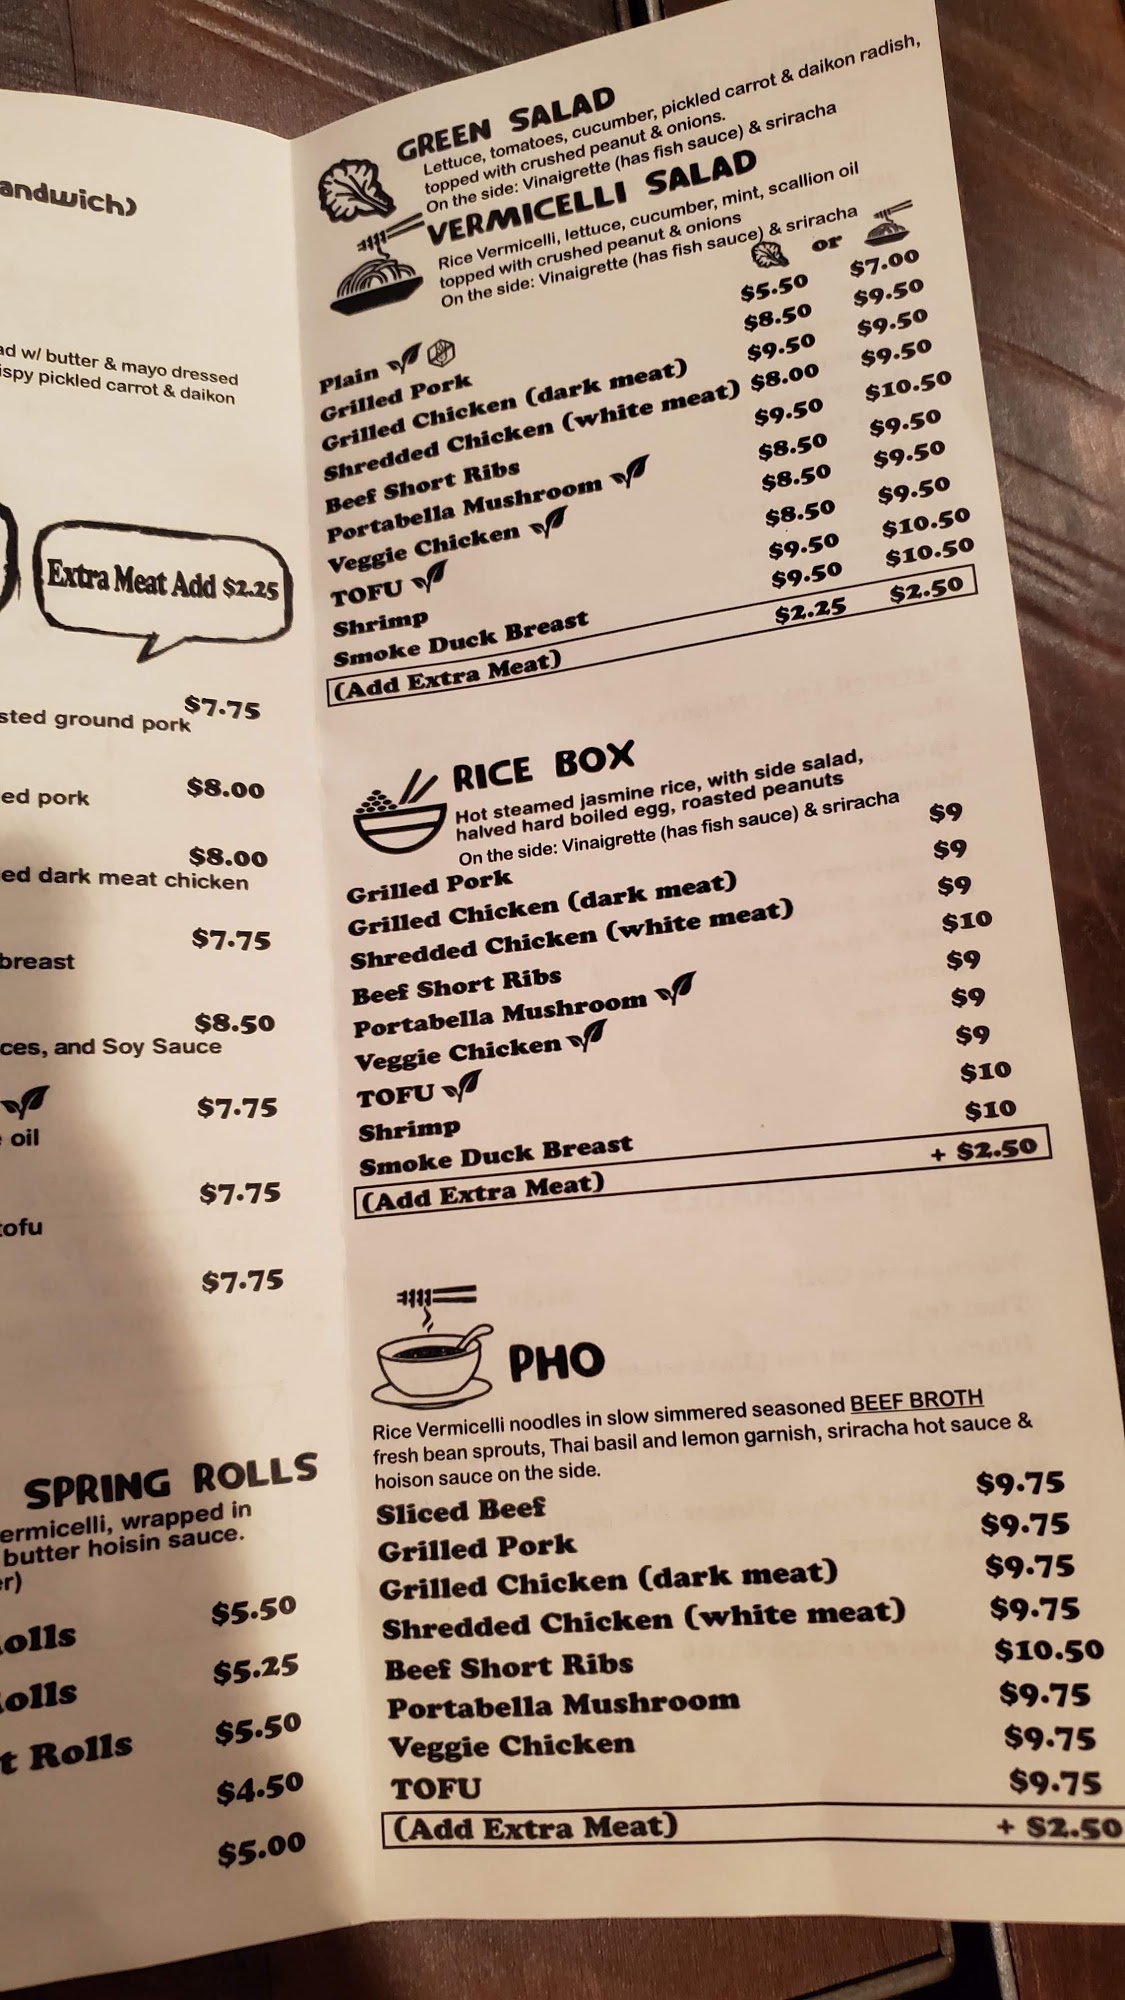 andwich)
ad w/ butter & mayo dressed
ispy pickled carrot & daikon
Extra Meat Add $2.25
$7.75
sted ground pork
ed pork $8.00
$8.00
ed dark meat chicken
$7.75
breast
$8.50
ces, and Soy Sauce
$7.75
oil
$7.75
tofu
$7.75
SPRING ROLLS
ermicelli, wrapped in
butter hoisin sauce.
er)
olls $5.50
olls $5.25
t Rolls $5.50
$4.50
$5.00
GREEN SALAD
Lettuce, tomatoes, cucumber, pickled carrot & daikon radish,
topped with crushed peanut & onions.
On the side: Vinaigrette (has fish sauce) & sriracha
VERMICELLI SALAD
Rice Vermicelli, lettuce, cucumber, mint, scallion oil
topped with crushed peanut & onions
On the side: Vinaigrette (has fish sauce) & sriracha
or
Plain $5.50 $7.00
Grilled Pork $8.50 $9.50
Grilled Chicken (dark meat) $9.50 $9.50
Shredded Chicken (white meat) $8.00 $9.50
Beef Short Ribs $9.50 $10.50
Portabella Mushroom $8.50 $9.50
Veggie Chicken $8.50 $9.50
TOFU $8.50 $9.50
Shrimp $9.50 $10.50
Smoke Duck Breast $9.50 $10.50
(Add Extra Meat) $2.25 $2.50
RICE BOX
Hot steamed jasmine rice, with side salad,
halved hard boiled egg, roasted peanuts
On the side: Vinaigrette (has fish sauce) & sriracha
Grilled Pork $9
Grilled Chicken (dark meat) $9
Shredded Chicken (white meat) $9
Beef Short Ribs $10
Portabella Mushroom $9
Veggie Chicken $9
TOFU $9
Shrimp $10
Smoke Duck Breast $10
(Add Extra Meat) + $2.50
PHO
Rice Vermicelli noodles in slow simmered seasoned BEEF BROTH
fresh bean sprouts, Thai basil and lemon garnish, sriracha hot sauce &
hoison sauce on the side.
Sliced Beef $9.75
Grilled Pork $9.75
Grilled Chicken (dark meat) $9.75
Shredded Chicken (white meat) $9.75
Beef Short Ribs $10.50
Portabella Mushroom $9.75
Veggie Chicken $9.75
TOFU $9.75
(Add Extra Meat) + $2.50